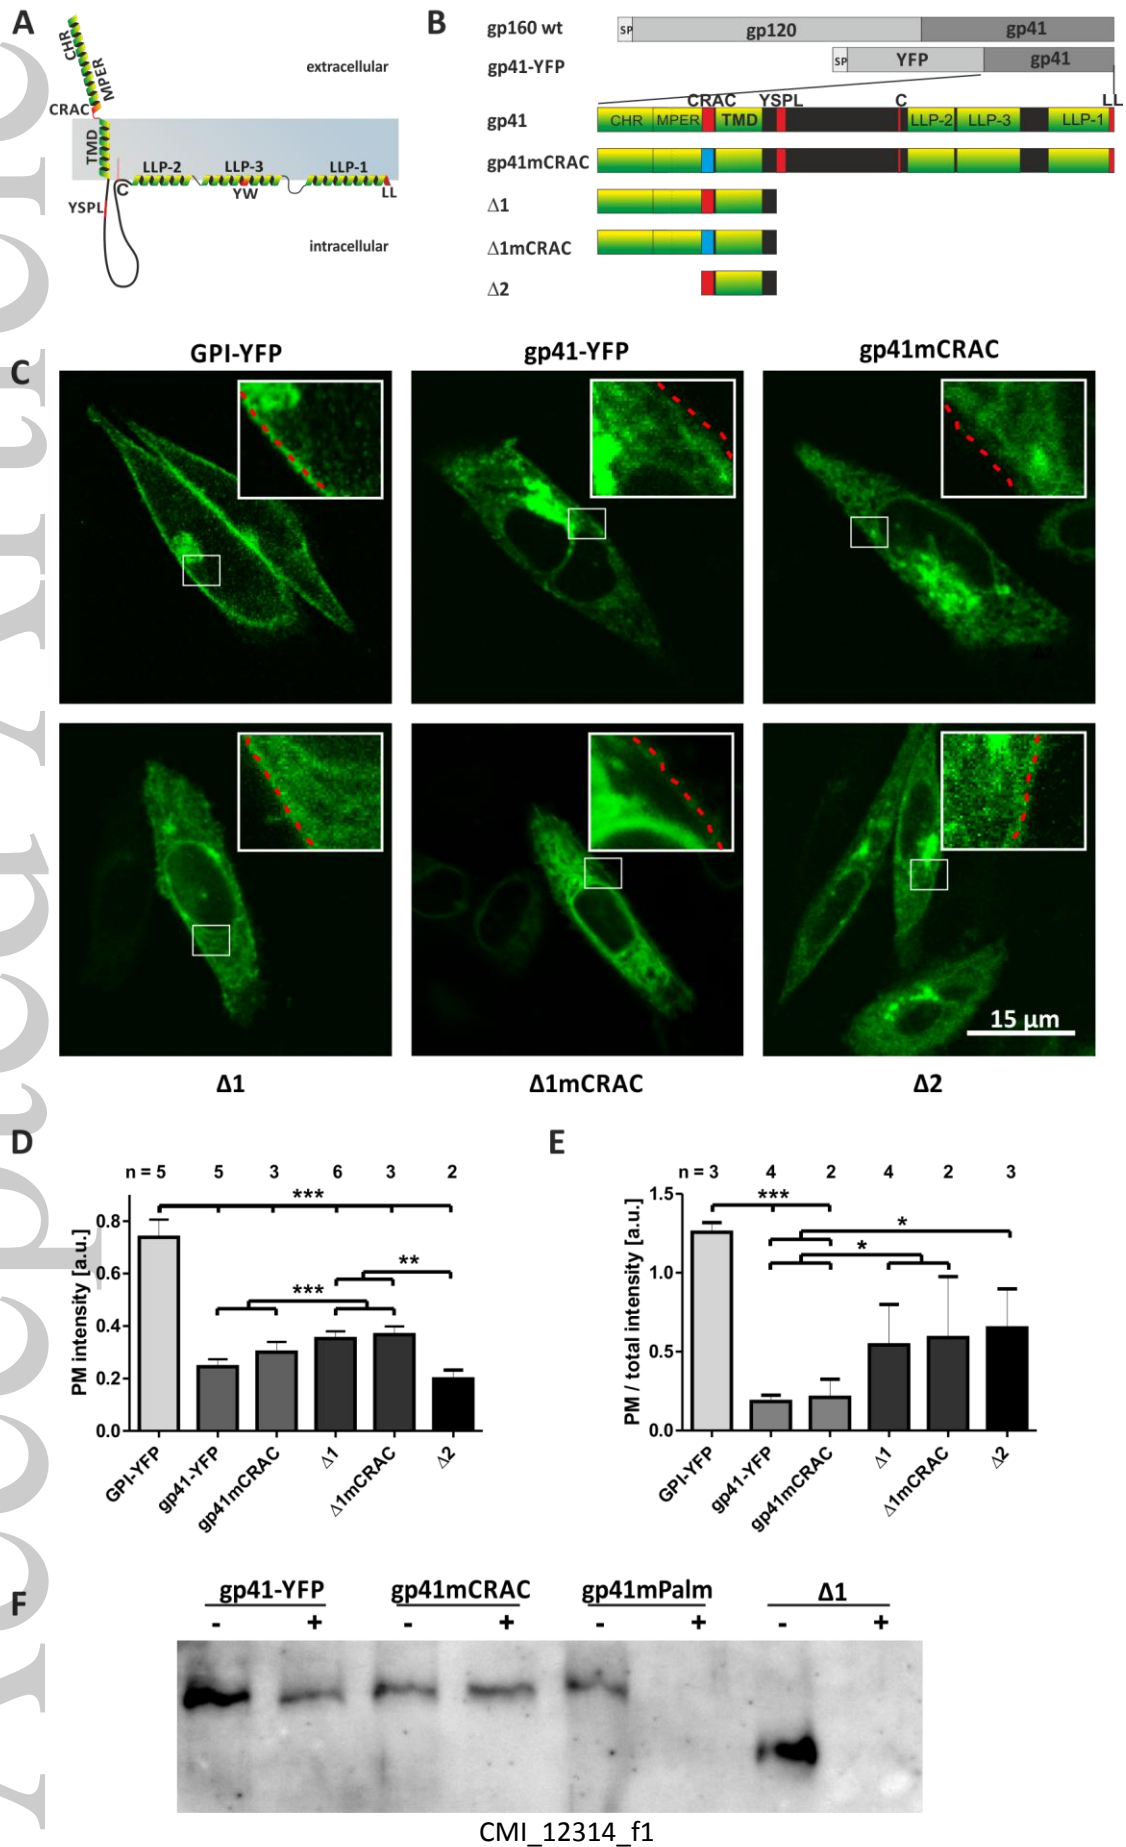 A
CHR
MPER
CRAC
TMD
extracellular
LLP-2
LLP-3
LLP-1
C
YW
LL
YSPL
intracellular
B
gp160 wt
SP
gp120
gp41
gp41-YFP
SP
YFP
gp41
CRAC
YSPL
C
LL
gp41
CHR
MPER
TMD
LLP-2
LLP-3
LLP-1
gp41mCRAC
Δ1
Δ1mCRAC
Δ2
C
GPI-YFP
gp41-YFP
gp41mCRAC
15 µm
Δ1
Δ1mCRAC
Δ2
D
n = 5 5 3 6 3 2
***
**
***
PM intensity [a.u.]
0.8
0.6
0.4
0.2
0.0
GPI-YFP
gp41-YFP
gp41mCRAC
Δ1
Δ1mCRAC
Δ2
E
n = 3 4 2 4 2 3
***
*
*
PM / total intensity [a.u.]
1.5
1.0
0.5
0.0
GPI-YFP
gp41-YFP
gp41mCRAC
Δ1
Δ1mCRAC
Δ2
F
gp41-YFP
gp41mCRAC
gp41mPalm
Δ1
- + - + - + - +
CMI_12314_f1